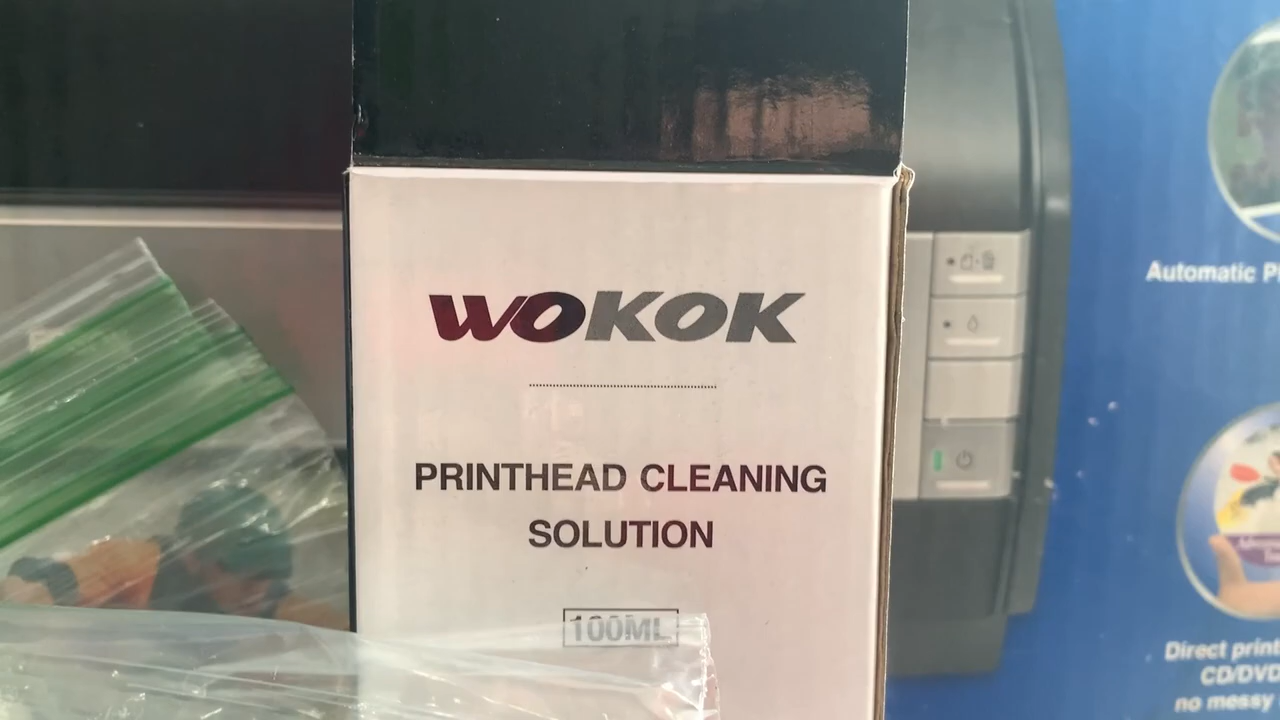 WOKOK
PRINTHEAD CLEANING
SOLUTION
100ML
Automatic
Direct print
CD/DVD
no messy